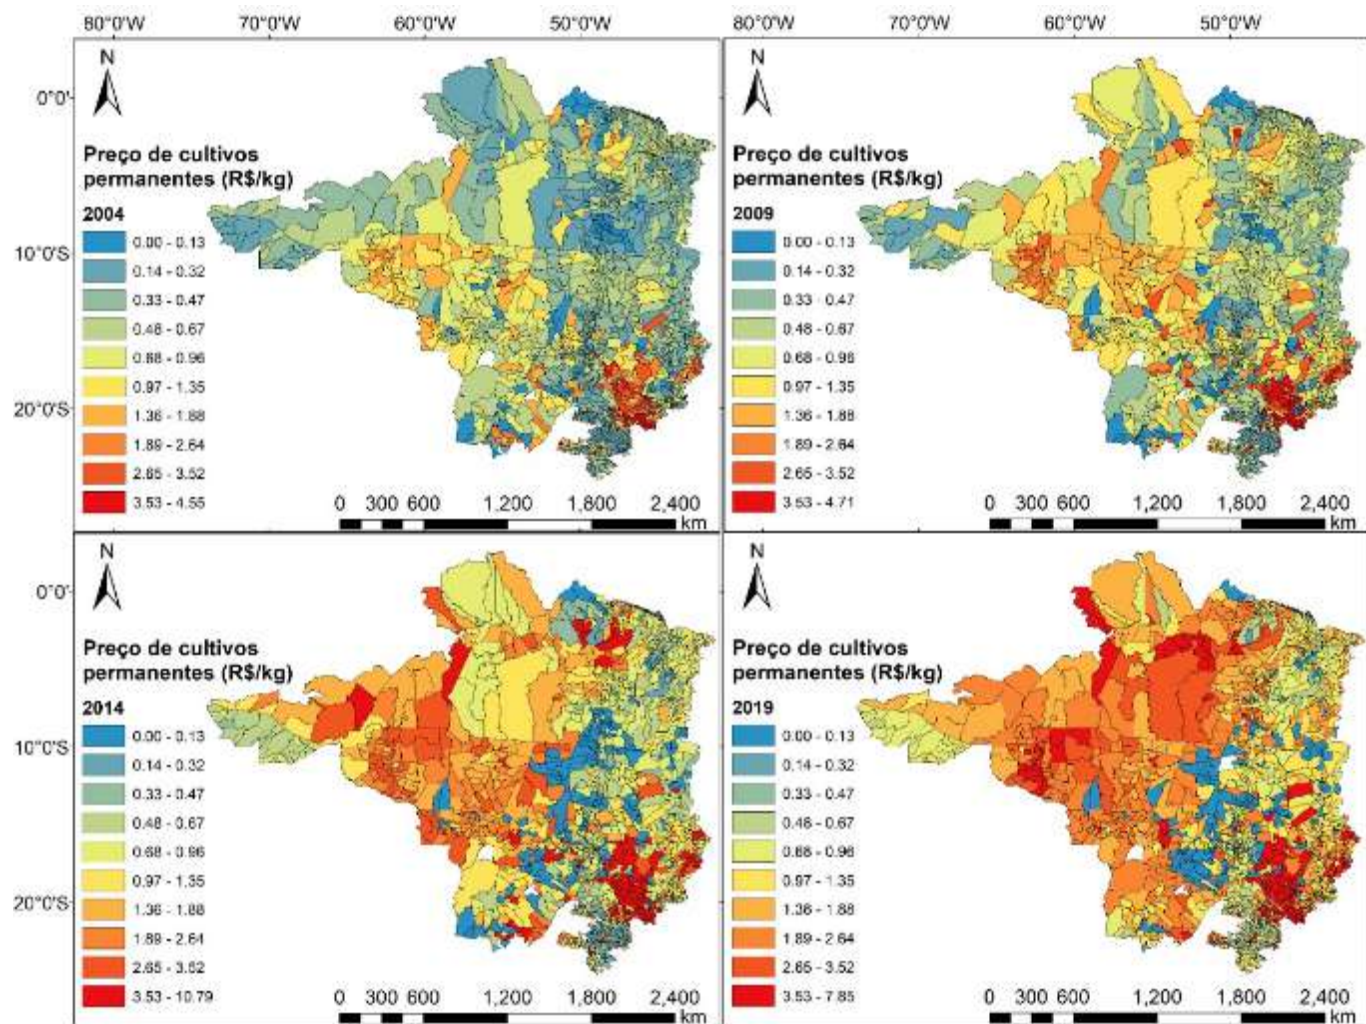 80°0'W 70°0'W 60°0'W 50°0'W 80°0'W 70°0'W 60°0'W 50°0'W
N
0°0'
Preço de cultivos
permanentes (R$/kg)
2004
0.00 - 0.13
10°0'S
0.14 - 0.32
0.33 - 0.47
0.48 - 0.67
0.68 - 0.96
0.97 - 1.35
20°0'S
1.36 - 1.88
1.89 - 2.64
2.65 - 3.52
3.53 - 4.55
0 300 600 1,200 1,800 2,400
km
N
Preço de cultivos
permanentes (R$/kg)
2009
0.00 - 0.13
0.14 - 0.32
0.33 - 0.47
0.48 - 0.67
0.68 - 0.96
0.97 - 1.35
1.36 - 1.88
1.89 - 2.64
2.65 - 3.52
3.53 - 4.71
0 300 600 1,200 1,800 2,400
km
N
0°0'
Preço de cultivos
permanentes (R$/kg)
2014
0.00 - 0.13
10°0'S
0.14 - 0.32
0.33 - 0.47
0.48 - 0.67
0.68 - 0.96
0.97 - 1.35
20°0'S
1.36 - 1.88
1.89 - 2.64
2.65 - 3.52
3.53 - 10.79
0 300 600 1,200 1,800 2,400
km
N
Preço de cultivos
permanentes (R$/kg)
2019
0.00 - 0.13
0.14 - 0.32
0.33 - 0.47
0.48 - 0.67
0.68 - 0.96
0.97 - 1.35
1.36 - 1.88
1.89 - 2.64
2.65 - 3.52
3.53 - 7.85
0 300 600 1,200 1,800 2,400
km